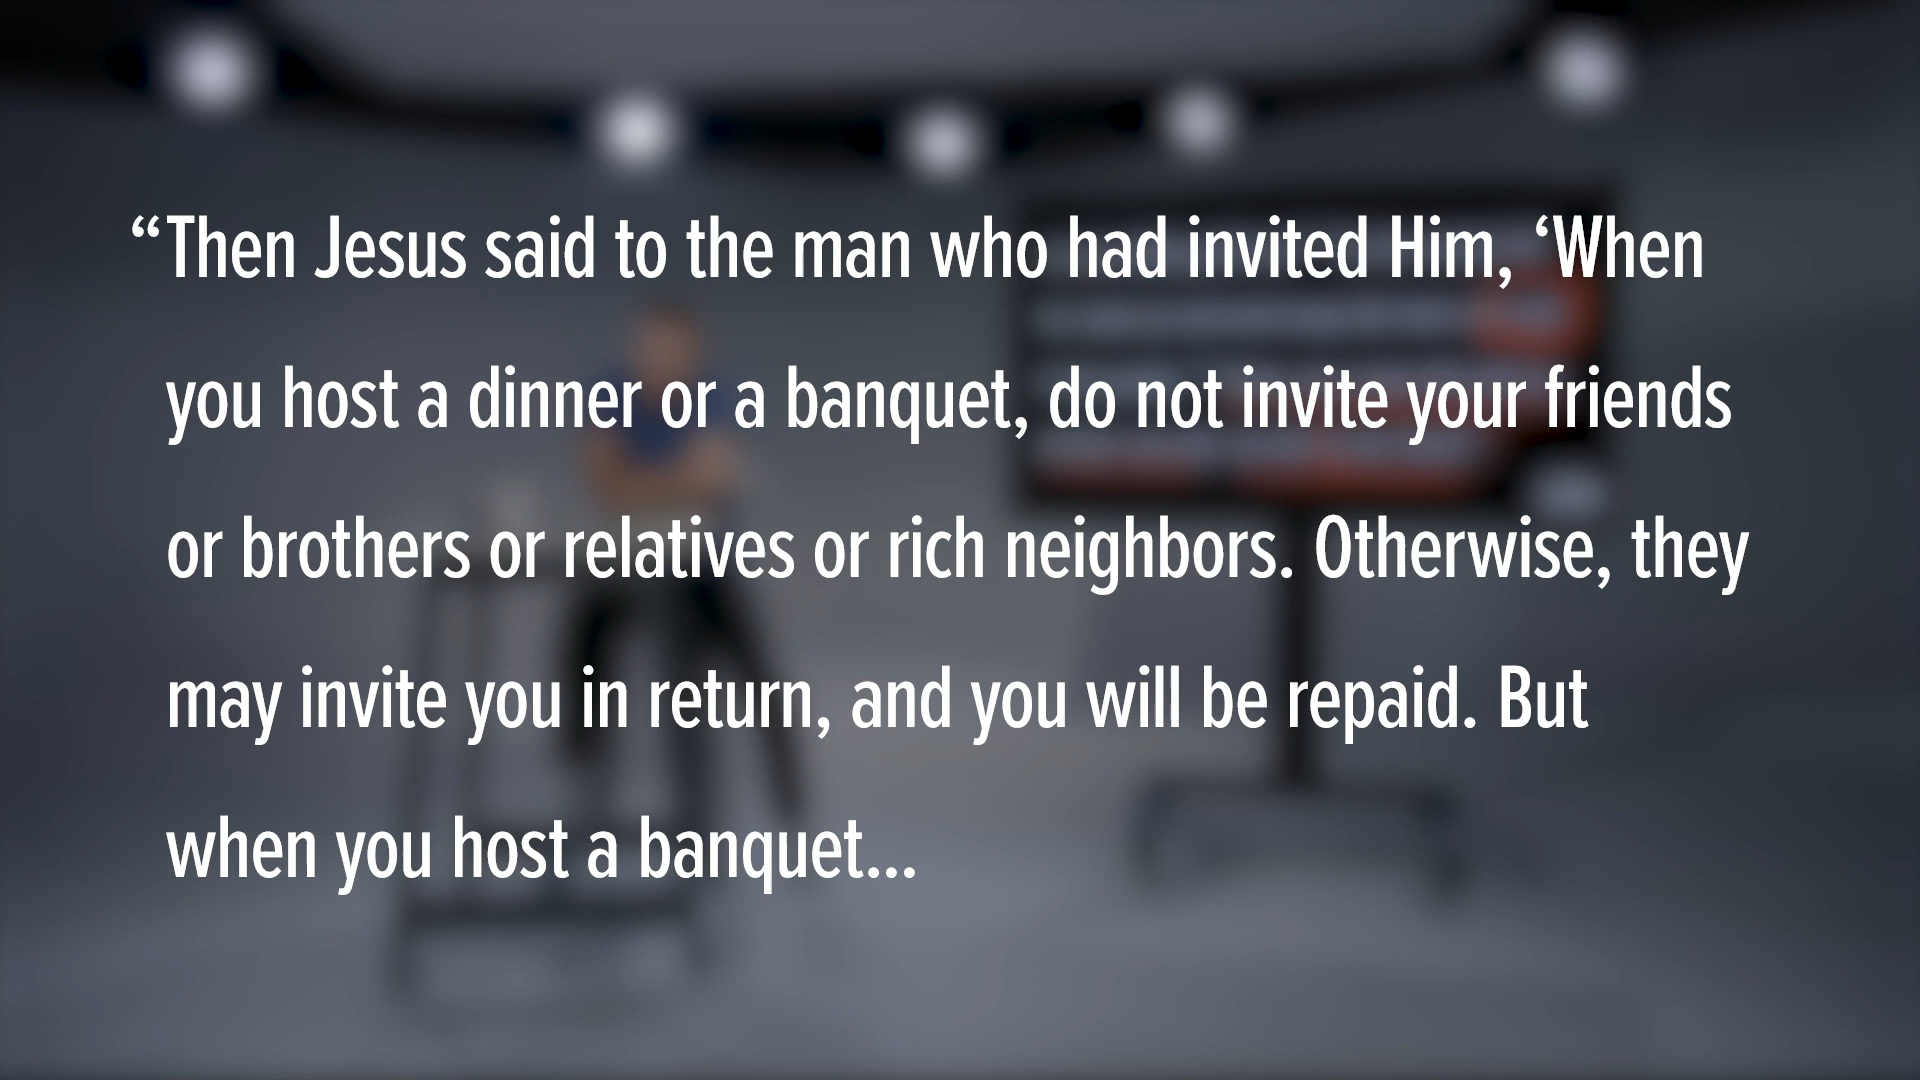 “Then Jesus said to the man who had invited Him, ‘When
you host a dinner or a banquet, do not invite your friends
or brothers or relatives or rich neighbors. Otherwise, they
may invite you in return, and you will be repaid. But
when you host a banquet...